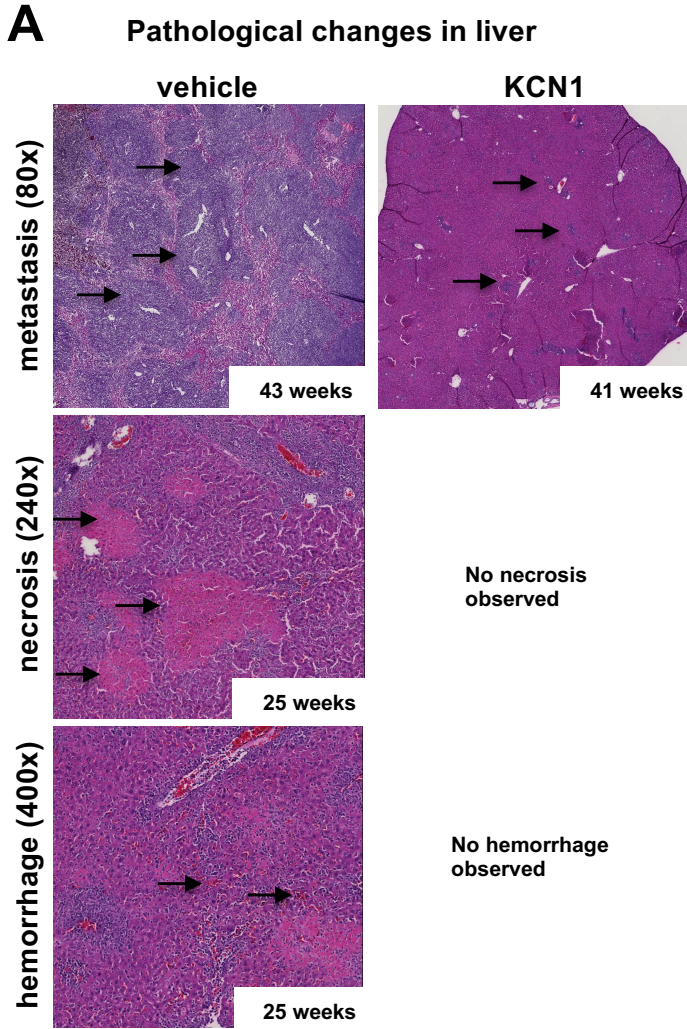 A
Pathological changes in liver
vehicle
KCN1
metastasis (80x)
43 weeks
41 weeks
necrosis (240x)
No necrosis
observed
25 weeks
hemorrhage (400x)
No hemorrhage
observed
25 weeks